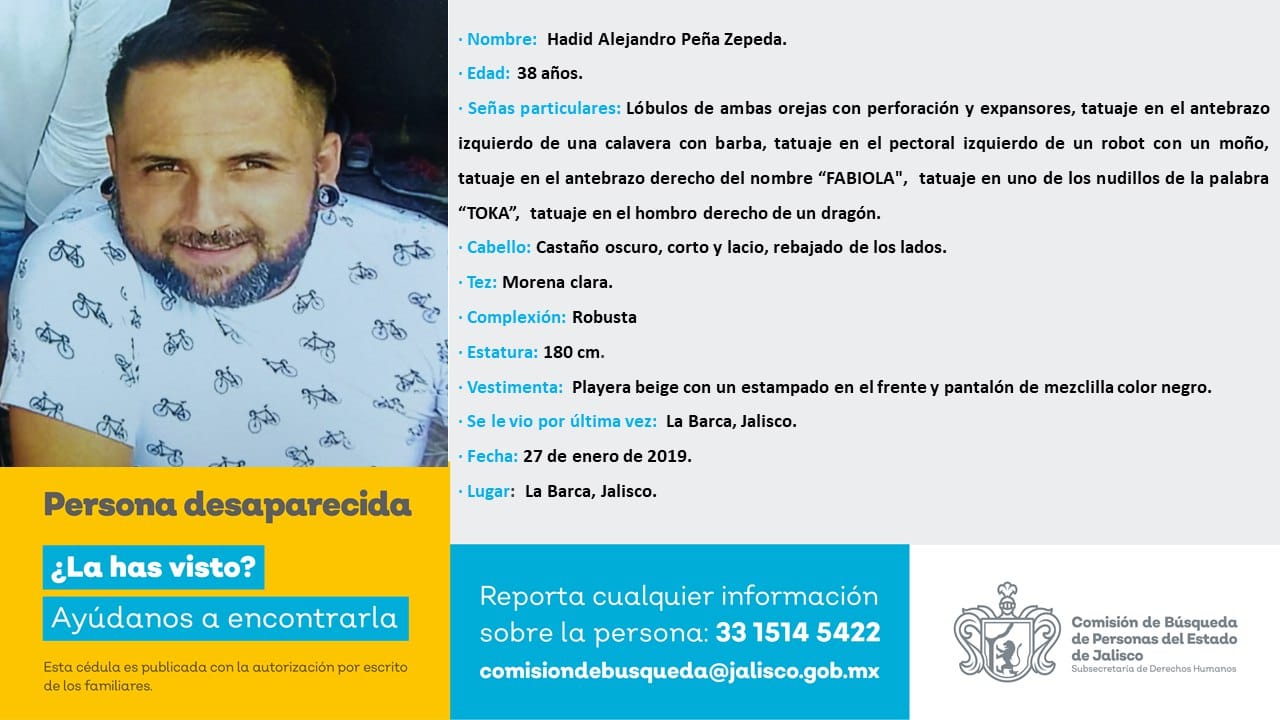 · Nombre: Hadid Alejandro Peña Zepeda.
· Edad: 38 años.
· Señas particulares: Lóbulos de ambas orejas con perforación y expansores, tatuaje en el antebrazo
izquierdo de una calavera con barba, tatuaje en el pectoral izquierdo de un robot con un moño,
tatuaje en el antebrazo derecho del nombre “FABIOLA", tatuaje en uno de los nudillos de la palabra
“TOKA”, tatuaje en el hombro derecho de un dragón.
· Cabello: Castaño oscuro, corto y lacio, rebajado de los lados.
· Tez: Morena clara.
· Complexión: Robusta
· Estatura: 180 cm.
· Vestimenta: Playera beige con un estampado en el frente y pantalón de mezclilla color negro.
· Se le vio por última vez: La Barca, Jalisco.
· Fecha: 27 de enero de 2019.
· Lugar: La Barca, Jalisco.
Persona desaparecida
¿La has visto?
Ayúdanos a encontrarla
Esta cédula es publicada con la autorización por escrito
de los familiares.
Reporta cualquier información
sobre la persona: 33 1514 5422
comisiondebusqueda@jalisco.gob.mx
Comisión de Búsqueda
de Personas del Estado
de Jalisco
Subsecretaría de Derechos Humanos